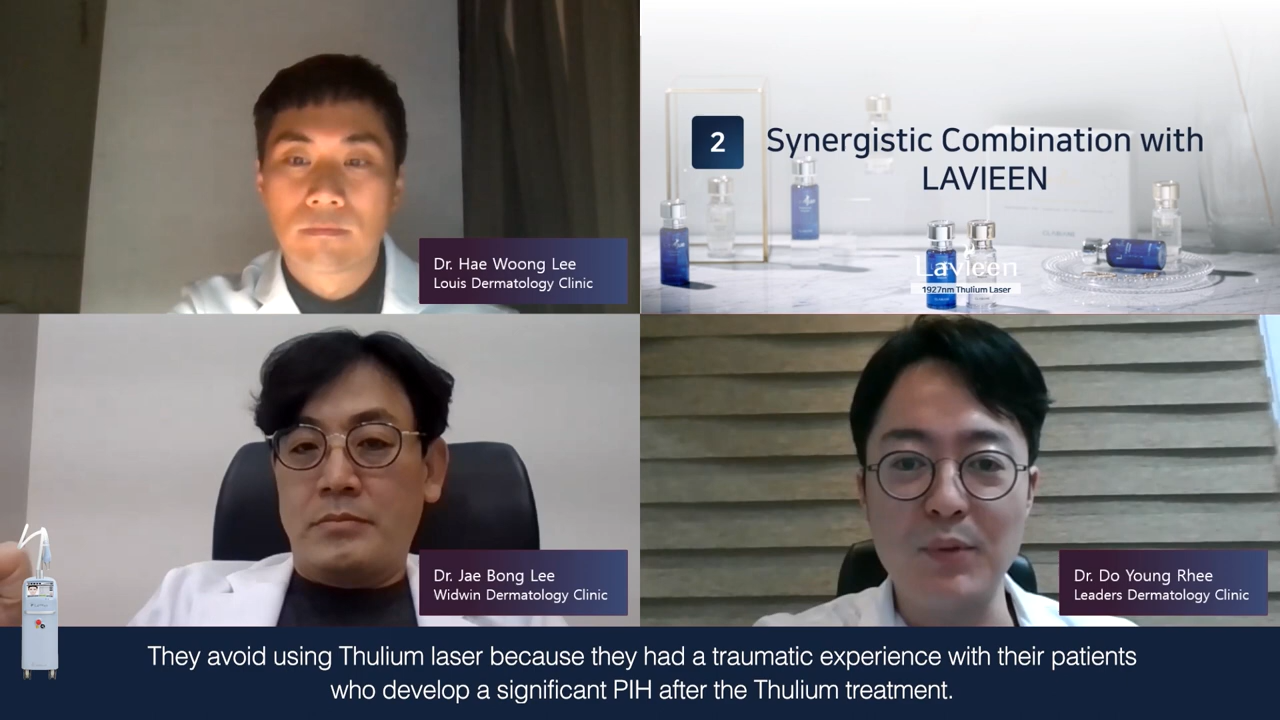 Dr. Hae Woong Lee
Louis Dermatology Clinic
2
Synergistic Combination with
LAVIEEN
Lavieen
1927nm Thulium Laser
Dr. Jae Bong Lee
Widwin Dermatology Clinic
Dr. Do Young Rhee
Leaders Dermatology Clinic
They avoid using Thulium laser because they had a traumatic experience with their patients
who develop a significant PIH after the Thulium treatment.